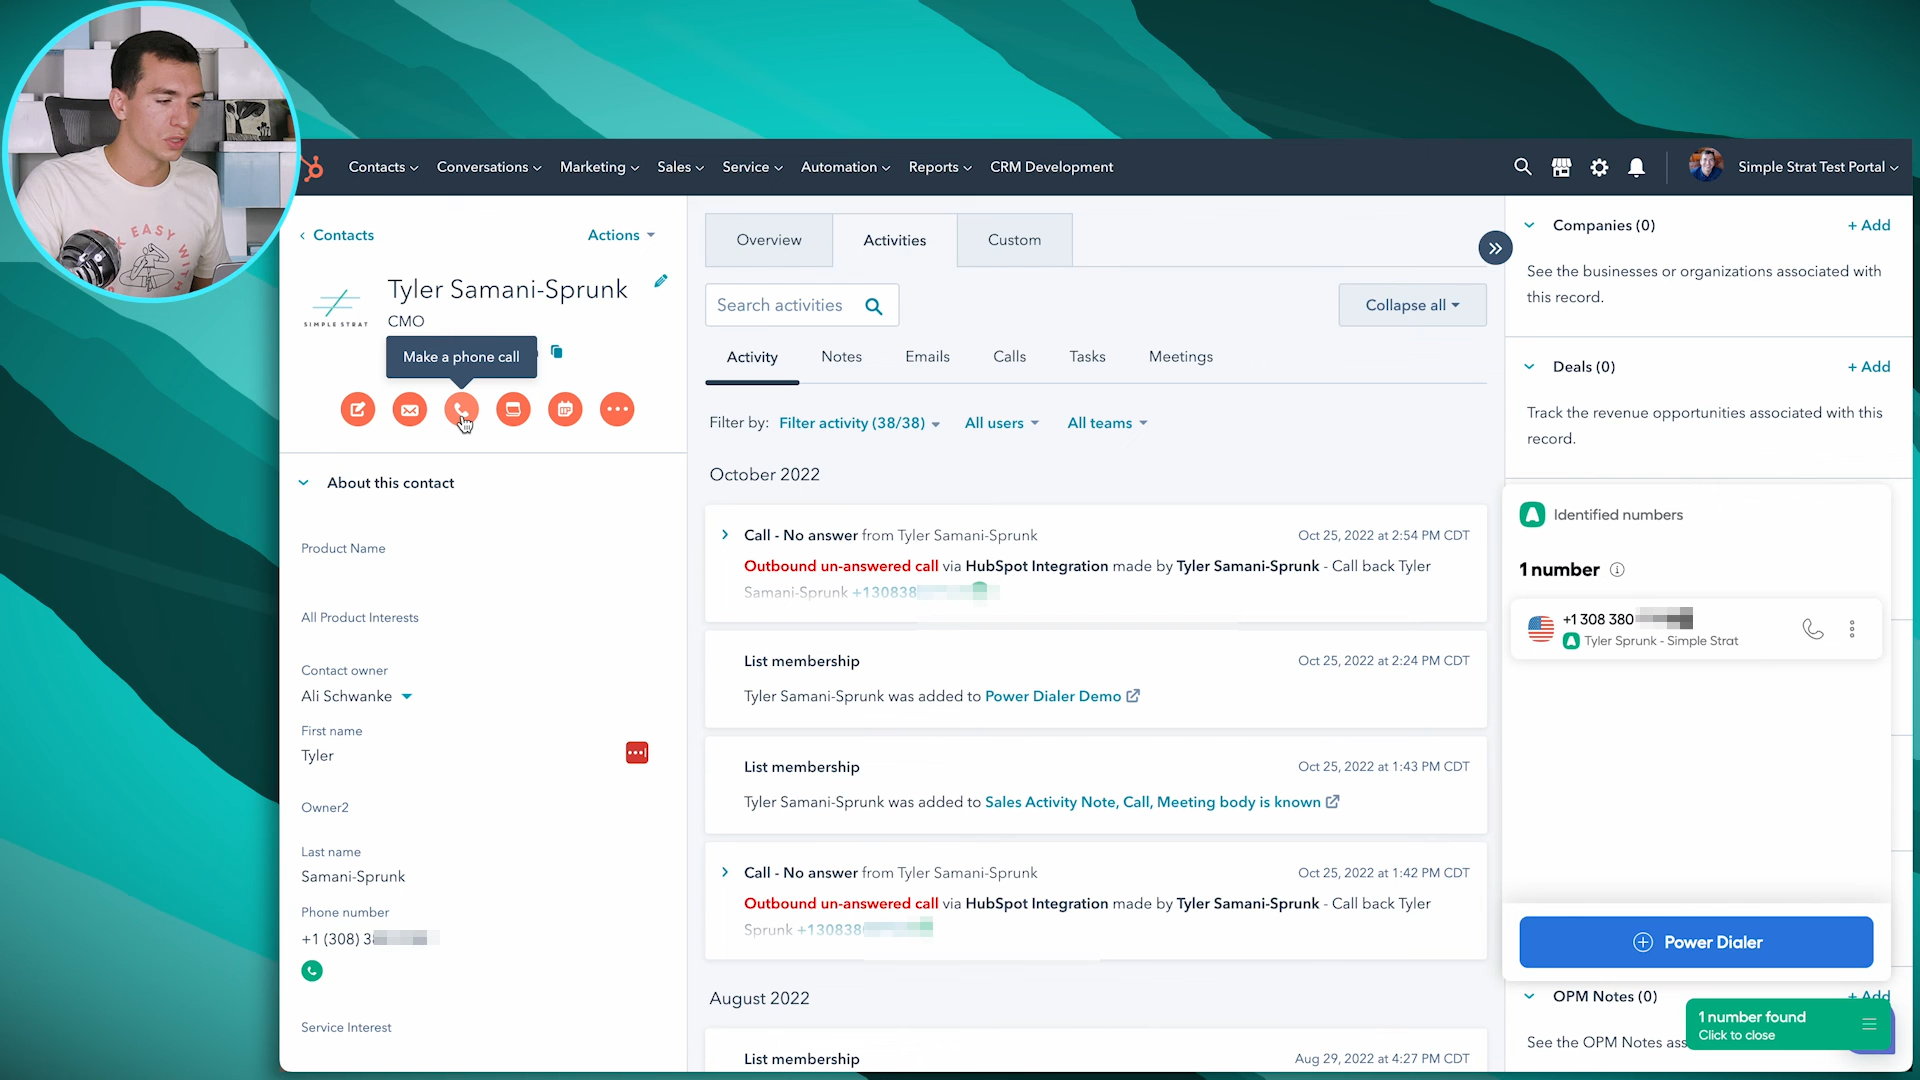 Contacts
Conversations
Marketing
Sales
Service
Automation
Reports
CRM Development
Simple Strat Test Portal
Contacts
Actions
SIMPLE STRAT
Tyler Samani-Sprunk
CMO
Make a phone call
About this contact
Product Name
All Product Interests
Contact owner
Ali Schwanke
First name
Tyler
Owner2
Last name
Samani-Sprunk
Phone number
+1 (308) 3
Service Interest
Overview
Activities
Custom
Search activities
Collapse all
Activity
Notes
Emails
Calls
Tasks
Meetings
Filter by:
Filter activity (38/38)
All users
All teams
October 2022
Call - No answer from Tyler Samani-Sprunk
Oct 25, 2022 at 2:54 PM CDT
Outbound un-answered call via HubSpot Integration made by Tyler Samani-Sprunk - Call back Tyler
Samani-Sprunk +130838
List membership
Oct 25, 2022 at 2:24 PM CDT
Tyler Samani-Sprunk was added to Power Dialer Demo
List membership
Oct 25, 2022 at 1:43 PM CDT
Tyler Samani-Sprunk was added to Sales Activity Note, Call, Meeting body is known
Call - No answer from Tyler Samani-Sprunk
Oct 25, 2022 at 1:42 PM CDT
Outbound un-answered call via HubSpot Integration made by Tyler Samani-Sprunk - Call back Tyler
Sprunk +130838
August 2022
List membership
Aug 29, 2022 at 4:27 PM CDT
Companies (0)
+ Add
See the businesses or organizations associated with
this record.
Deals (0)
+ Add
Track the revenue opportunities associated with this
record.
Identified numbers
1 number
+1 308 380
Tyler Sprunk - Simple Strat
Power Dialer
OPM Notes (0)
+ Add
See the OPM Notes ass
1 number found
Click to close
EASY WIT